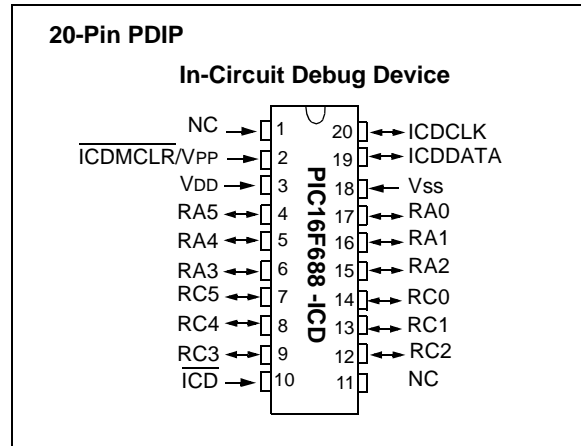 20-Pin PDIP
In-Circuit Debug Device
NC 1 20 ICDCLK
ICDMCLR/VPP 2 19 ICDDATA
VDD 3 18 Vss
RA5 4 17 RA0
RA4 5 16 RA1
RA3 6 15 RA2
RC5 7 14 RC0
RC4 8 13 RC1
RC3 9 12 RC2
ICD 10 11 NC
PIC16F688-ICD